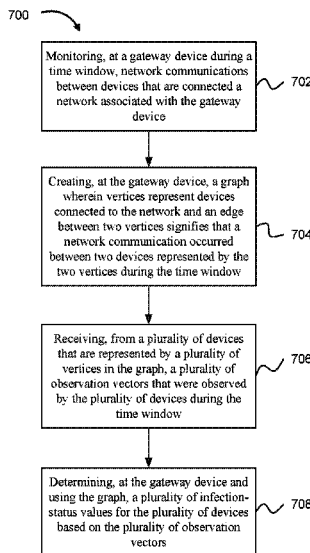 700
Monitoring, at a gateway device during a
time window, network communications
between devices that are connected a
network associated with the gateway
device
702
Creating, at the gateway device, a graph
wherein vertices represent devices
connected to the network and an edge
between two vertices signifies that a
network communication occurred
between two devices represented by the
two vertices during the time window
704
Receiving, from a plurality of devices
that are represented by a plurality of
vertices in the graph, a plurality of
observation vectors that were observed
by the plurality of devices during the
time window
706
Determining, at the gateway device and
using the graph, a plurality of infection-
status values for the plurality of devices
based on the plurality of observation
vectors
708